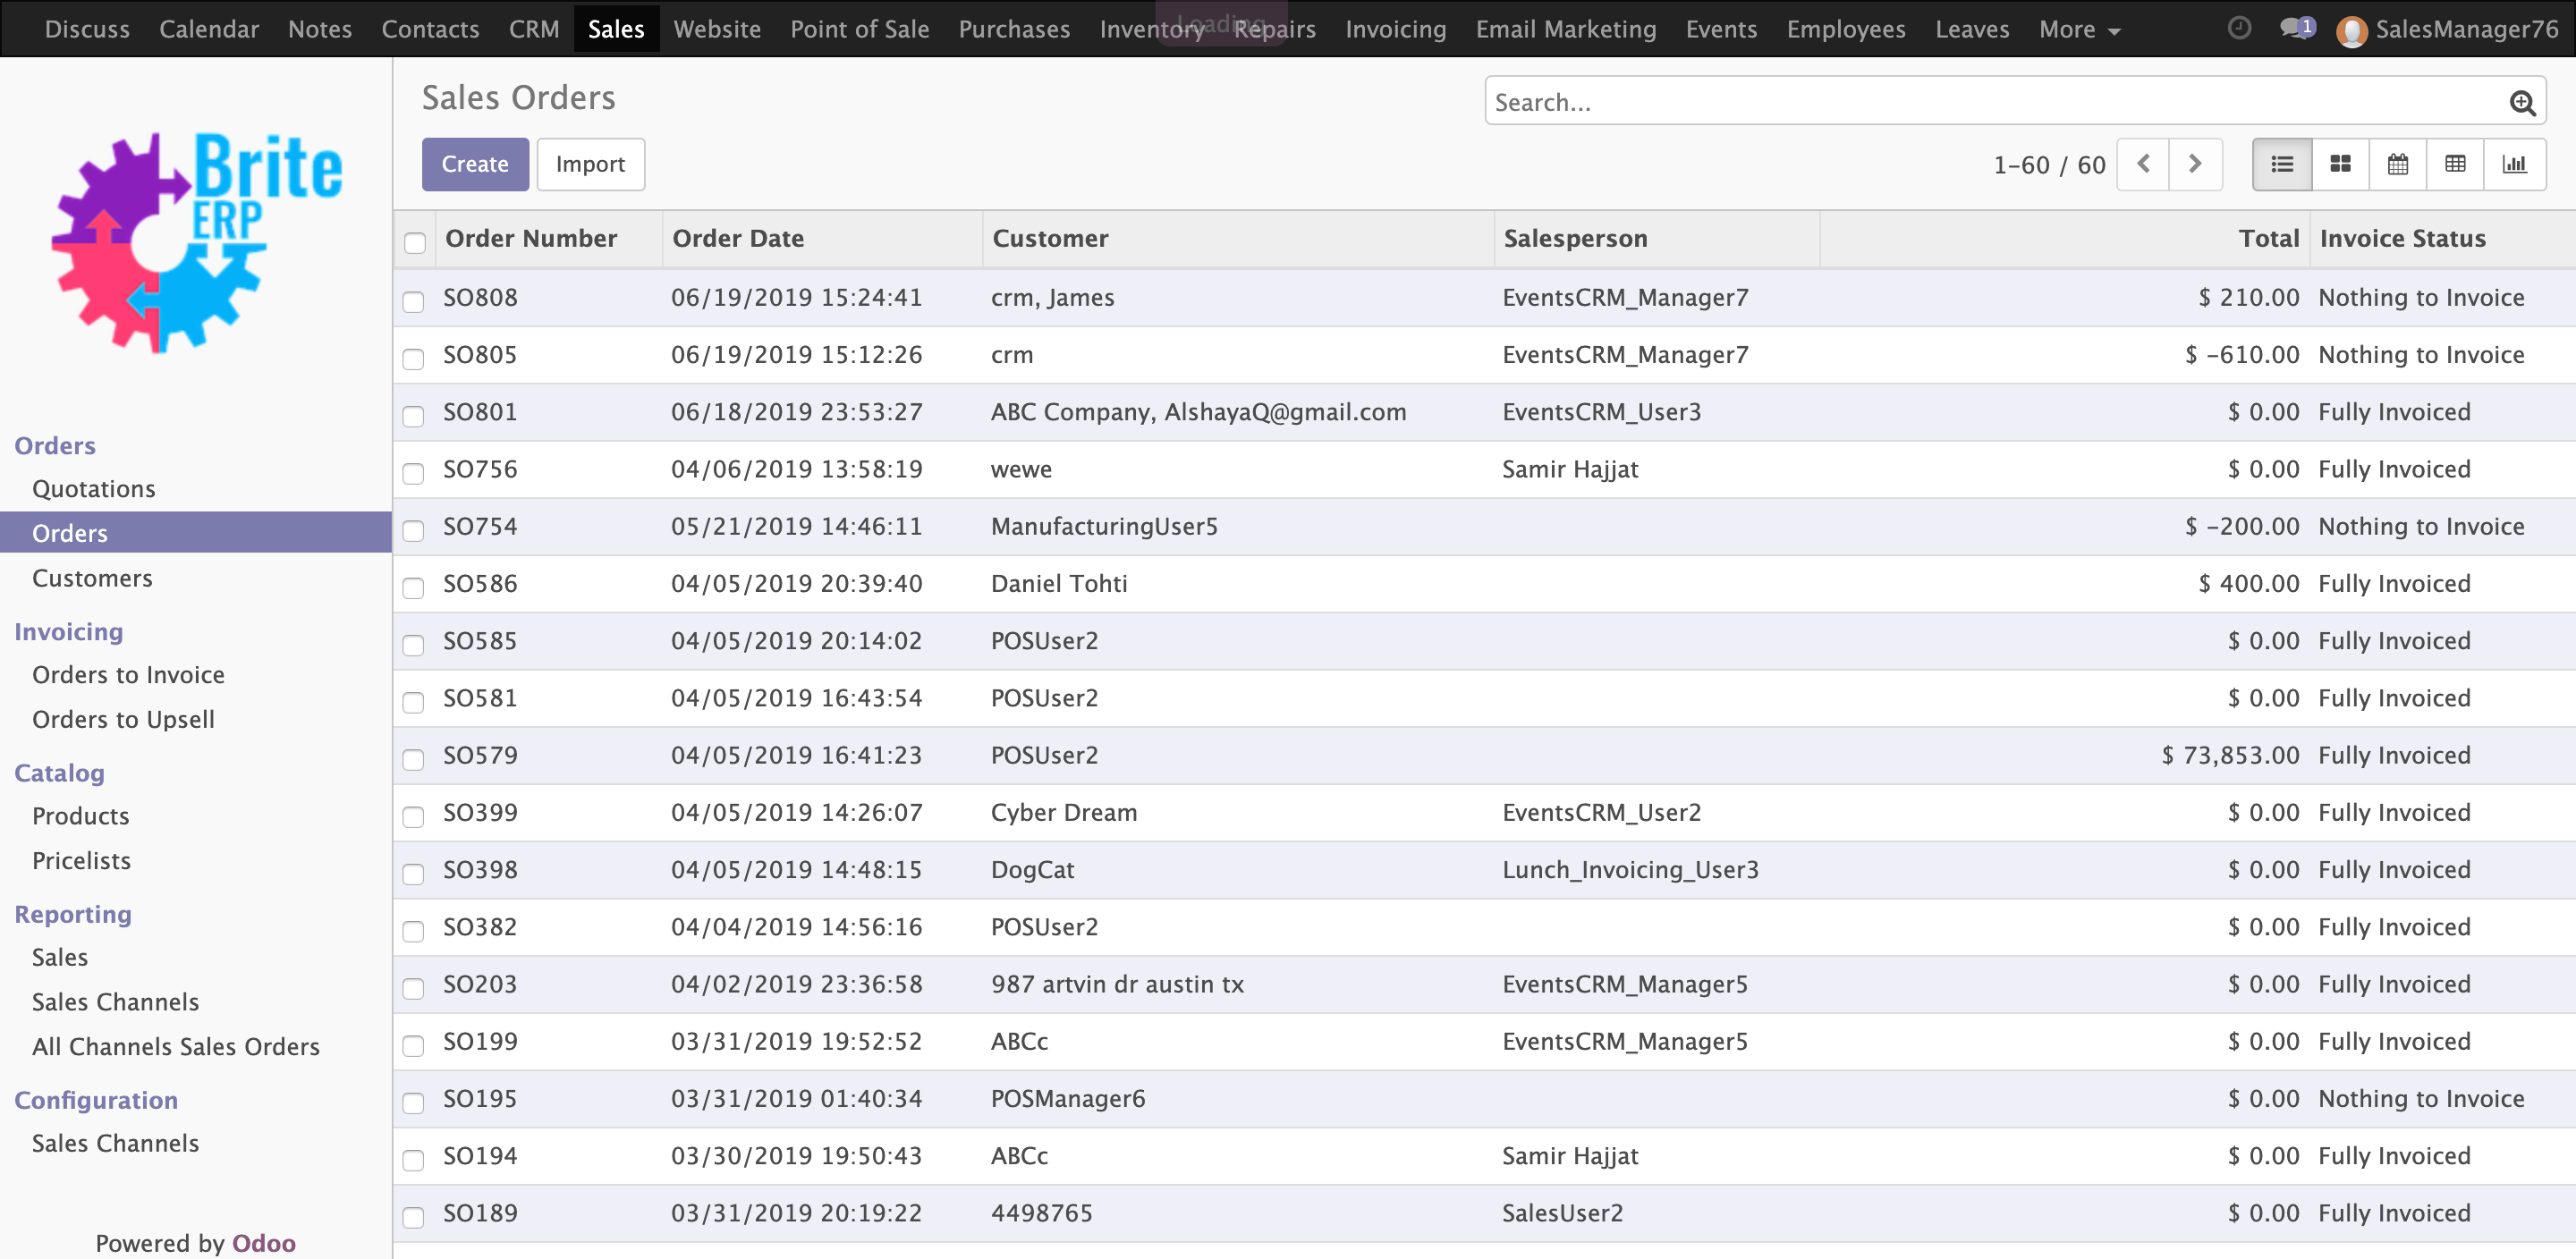 Discuss Calendar Notes Contacts CRM Sales Website Point of Sale Purchases Inventory Repairs Invoicing Email Marketing Events Employees Leaves More 1 SalesManager76
Loading
Brite
ERP
Sales Orders
Search...
Create Import
1-60 / 60
Order Number Order Date Customer Salesperson Total Invoice Status
SO808 06/19/2019 15:24:41 crm, James EventsCRM_Manager7 $ 210.00 Nothing to Invoice
SO805 06/19/2019 15:12:26 crm EventsCRM_Manager7 $ -610.00 Nothing to Invoice
SO801 06/18/2019 23:53:27 ABC Company, AlshayaQ@gmail.com EventsCRM_User3 $ 0.00 Fully Invoiced
SO756 04/06/2019 13:58:19 wewe Samir Hajjat $ 0.00 Fully Invoiced
SO754 05/21/2019 14:46:11 ManufacturingUser5 $ -200.00 Nothing to Invoice
SO586 04/05/2019 20:39:40 Daniel Tohti $ 400.00 Fully Invoiced
SO585 04/05/2019 20:14:02 POSUser2 $ 0.00 Fully Invoiced
SO581 04/05/2019 16:43:54 POSUser2 $ 0.00 Fully Invoiced
SO579 04/05/2019 16:41:23 POSUser2 $ 73,853.00 Fully Invoiced
SO399 04/05/2019 14:26:07 Cyber Dream EventsCRM_User2 $ 0.00 Fully Invoiced
SO398 04/05/2019 14:48:15 DogCat Lunch_Invoicing_User3 $ 0.00 Fully Invoiced
SO382 04/04/2019 14:56:16 POSUser2 $ 0.00 Fully Invoiced
SO203 04/02/2019 23:36:58 987 artvin dr austin tx EventsCRM_Manager5 $ 0.00 Fully Invoiced
SO199 03/31/2019 19:52:52 ABCc EventsCRM_Manager5 $ 0.00 Fully Invoiced
SO195 03/31/2019 01:40:34 POSManager6 $ 0.00 Nothing to Invoice
SO194 03/30/2019 19:50:43 ABCc Samir Hajjat $ 0.00 Fully Invoiced
SO189 03/31/2019 20:19:22 4498765 SalesUser2 $ 0.00 Fully Invoiced
Orders
Quotations
Orders
Customers
Invoicing
Orders to Invoice
Orders to Upsell
Catalog
Products
Pricelists
Reporting
Sales
Sales Channels
All Channels Sales Orders
Configuration
Sales Channels
Powered by Odoo